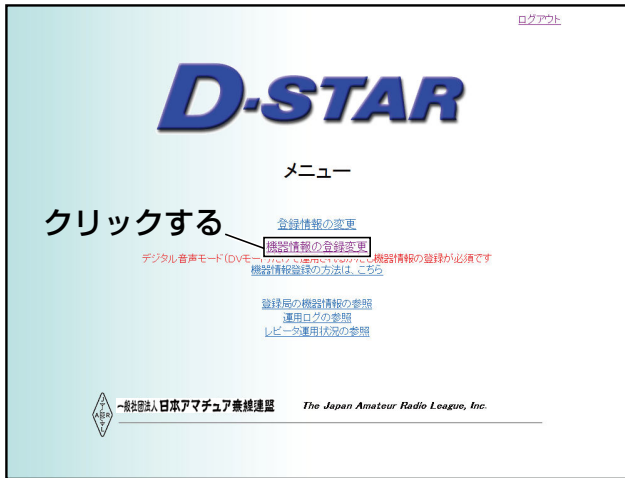 ログアウト
D-STAR
メニュー
クリックする
登録情報の変更
機器情報の登録変更
デジタル音声モード(DVモード)だけで運用されるかたも機器情報の登録が必須です
機器情報登録の方法は、こちら
登録局の機器情報の参照
運用ログの参照
レピータ運用状況の参照
JARL 一般社団法人 日本アマチュア無線連盟 The Japan Amateur Radio League, Inc.